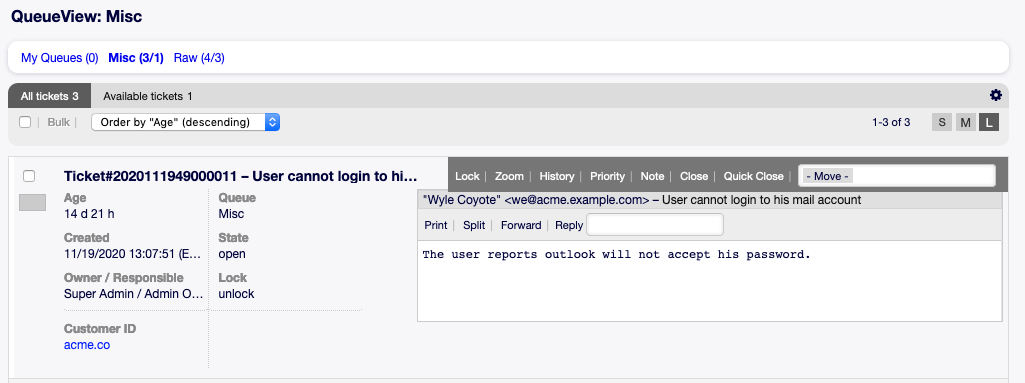 QueueView: Misc
My Queues (0) Misc (3/1) Raw (4/3)
All tickets 3 Available tickets 1
| Bulk | Order by "Age" (descending) 1-3 of 3 S M L
Ticket#2020111949000011 – User cannot login to hi… Lock | Zoom | History | Priority | Note | Close | Quick Close | - Move -
Age Queue "Wyle Coyote" <we@acme.example.com> – User cannot login to his mail account
14 d 21 h Misc
Print | Split | Forward | Reply
Created State
11/19/2020 13:07:51 (E… open The user reports outlook will not accept his password.
Owner / Responsible Lock
Super Admin / Admin O… unlock
Customer ID
acme.co